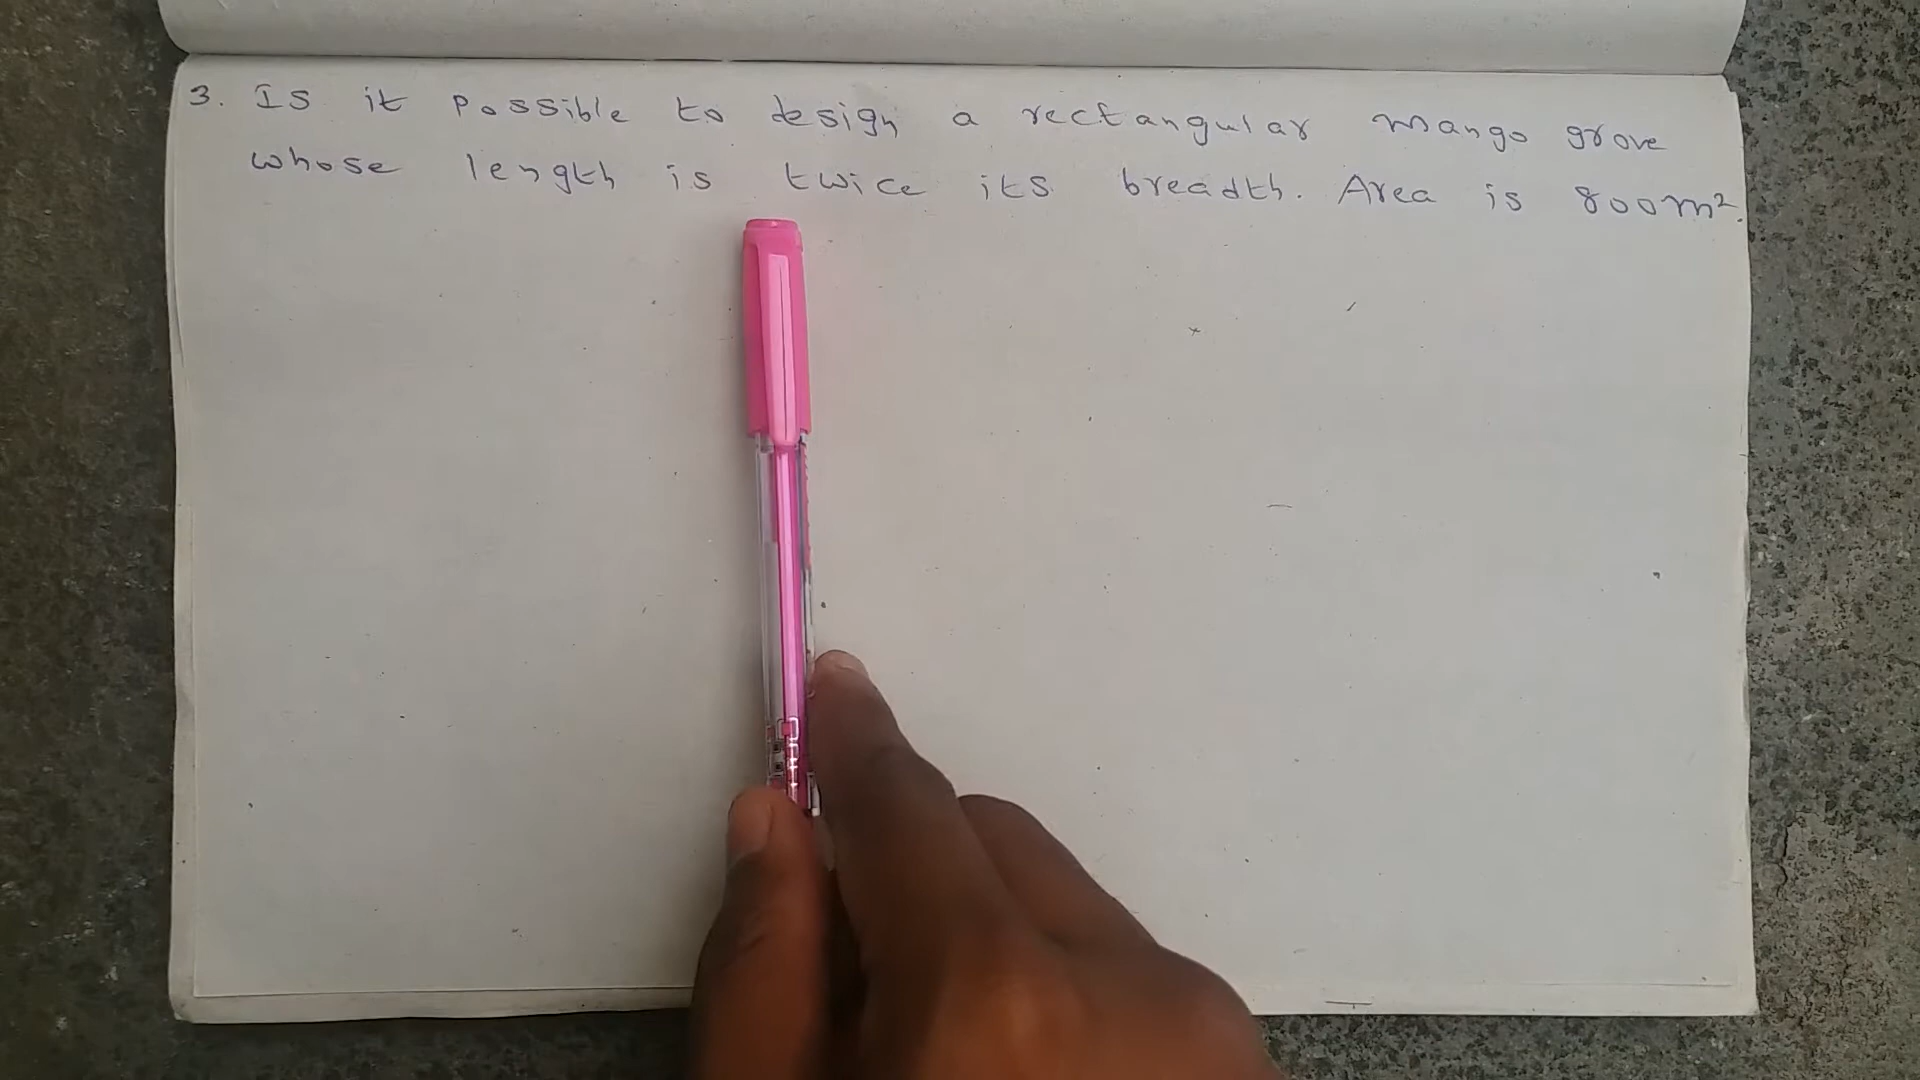 3. Is it possible to design a rectangular mango grove
whose length is twice its breadth. Area is 800m².